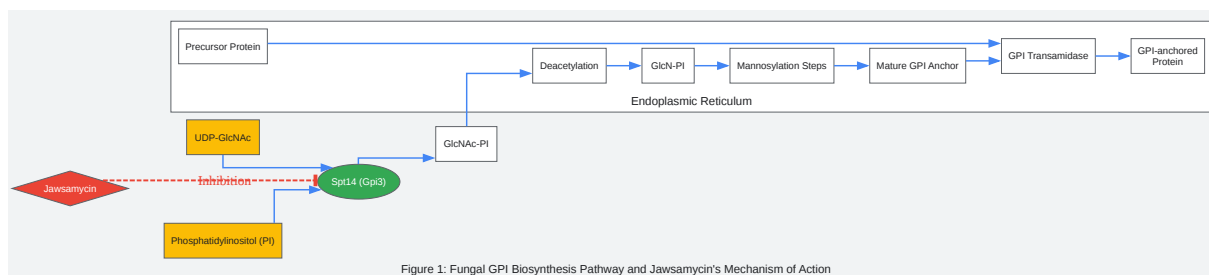 Precursor Protein
GPI Transamidase
GPI-anchored
Protein
Deacetylation
GlcN-PI
Mannosylation Steps
Mature GPI Anchor
Endoplasmic Reticulum
UDP-GlcNAc
GlcNAc-PI
Inhibition
Jawsamycin
Spt14 (Gpi3)
Phosphatidylinositol (PI)
Figure 1: Fungal GPI Biosynthesis Pathway and Jawsamycin's Mechanism of Action